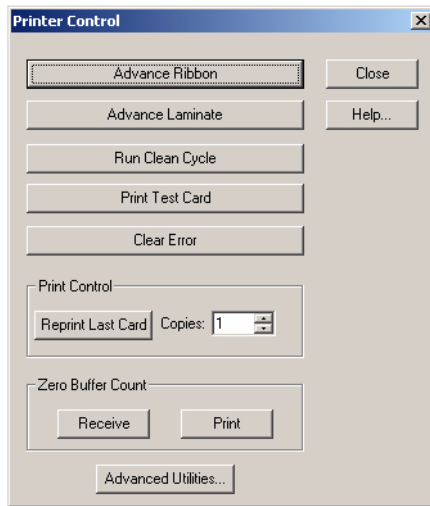 Printer Control
Advance Ribbon
Close
Advance Laminate
Help...
Run Clean Cycle
Print Test Card
Clear Error
Print Control
Reprint Last Card Copies: 1
Zero Buffer Count
Receive Print
Advanced Utilities...